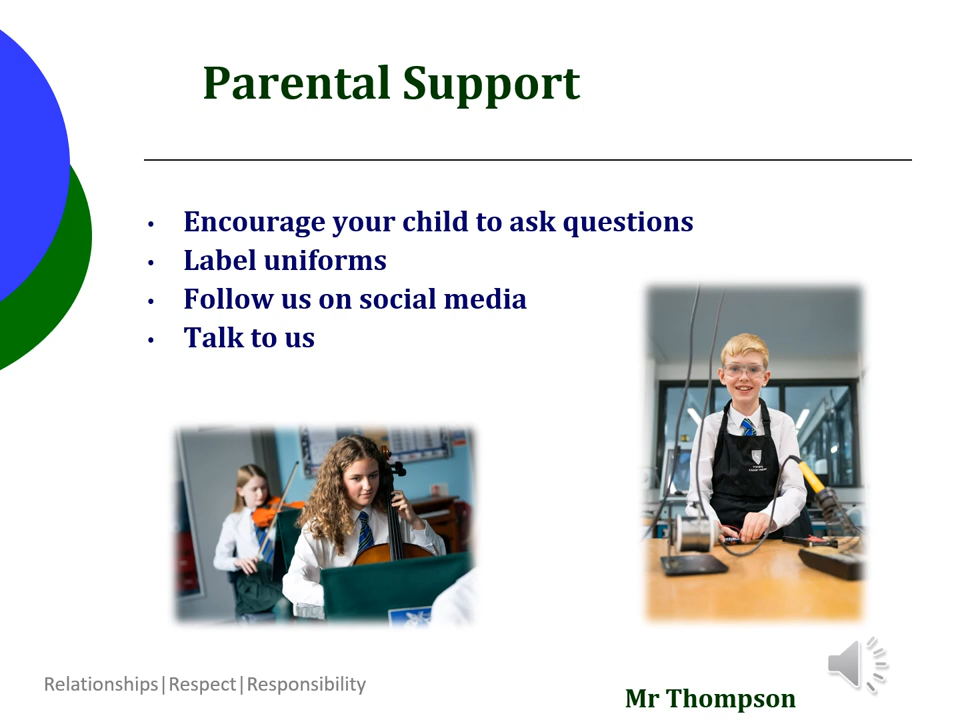 Parental Support
• Encourage your child to ask questions
• Label uniforms
• Follow us on social media
• Talk to us
Relationships|Respect|Responsibility
Mr Thompson